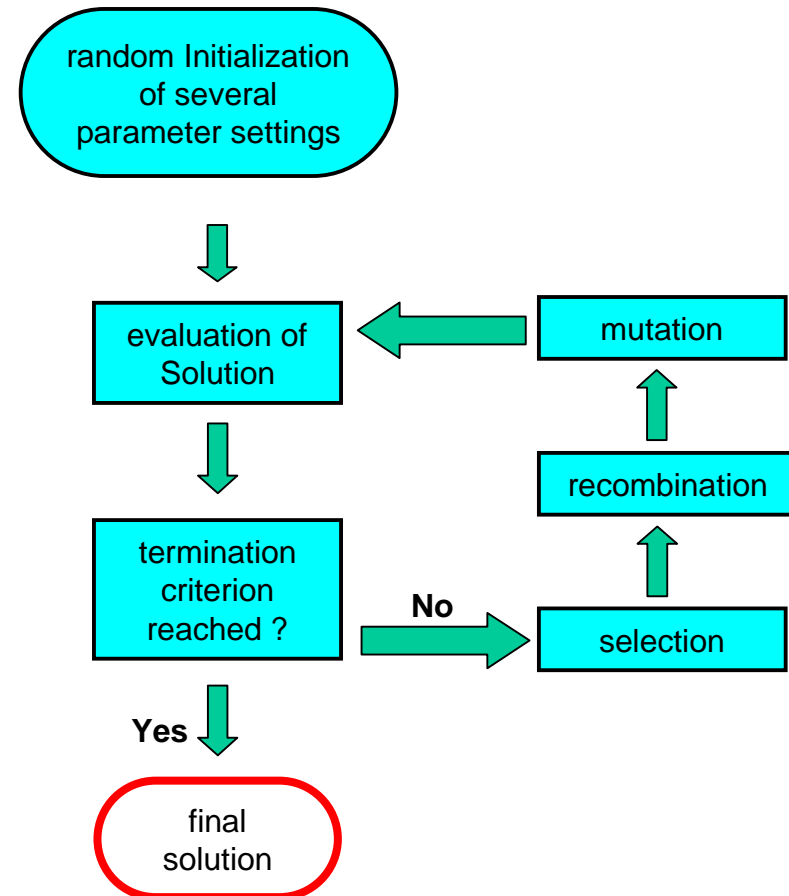 random Initialization
of several
parameter settings
evaluation of
Solution
mutation
recombination
termination
criterion
reached ?
No
selection
Yes
final
solution